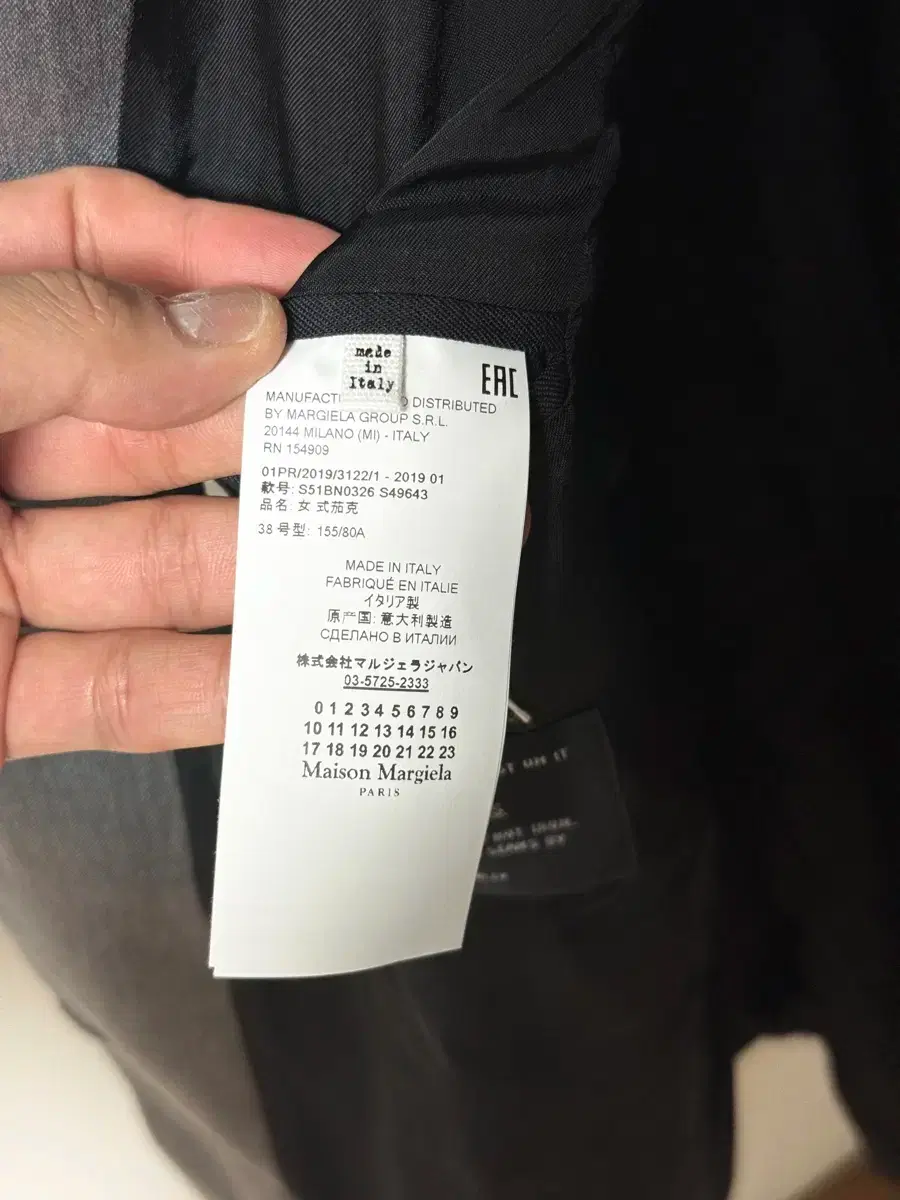 made
in
Italy
EAC
DISTRIBUTED
BY MARGIELA GROUP S.R.L.
20144 MILANO (MI) - ITALY
RN 154909
01PR/2019/3122/1 - 2019 01
款号: S51BN0326 S49643
品名: 女 式茄克
38 号型: 155/80A
MADE IN ITALY
FABRIQUÉ EN ITALIE
イタリア製
原产国: 意大利製造
СДЕЛАНО В ИТАЛИИ
株式会社マルジェラジャパン
03-5725-2333
0 1 2 3 4 5 6 7 8 9
10 11 12 13 14 15 16
17 18 19 20 21 22 23
Maison Margiela
PARIS